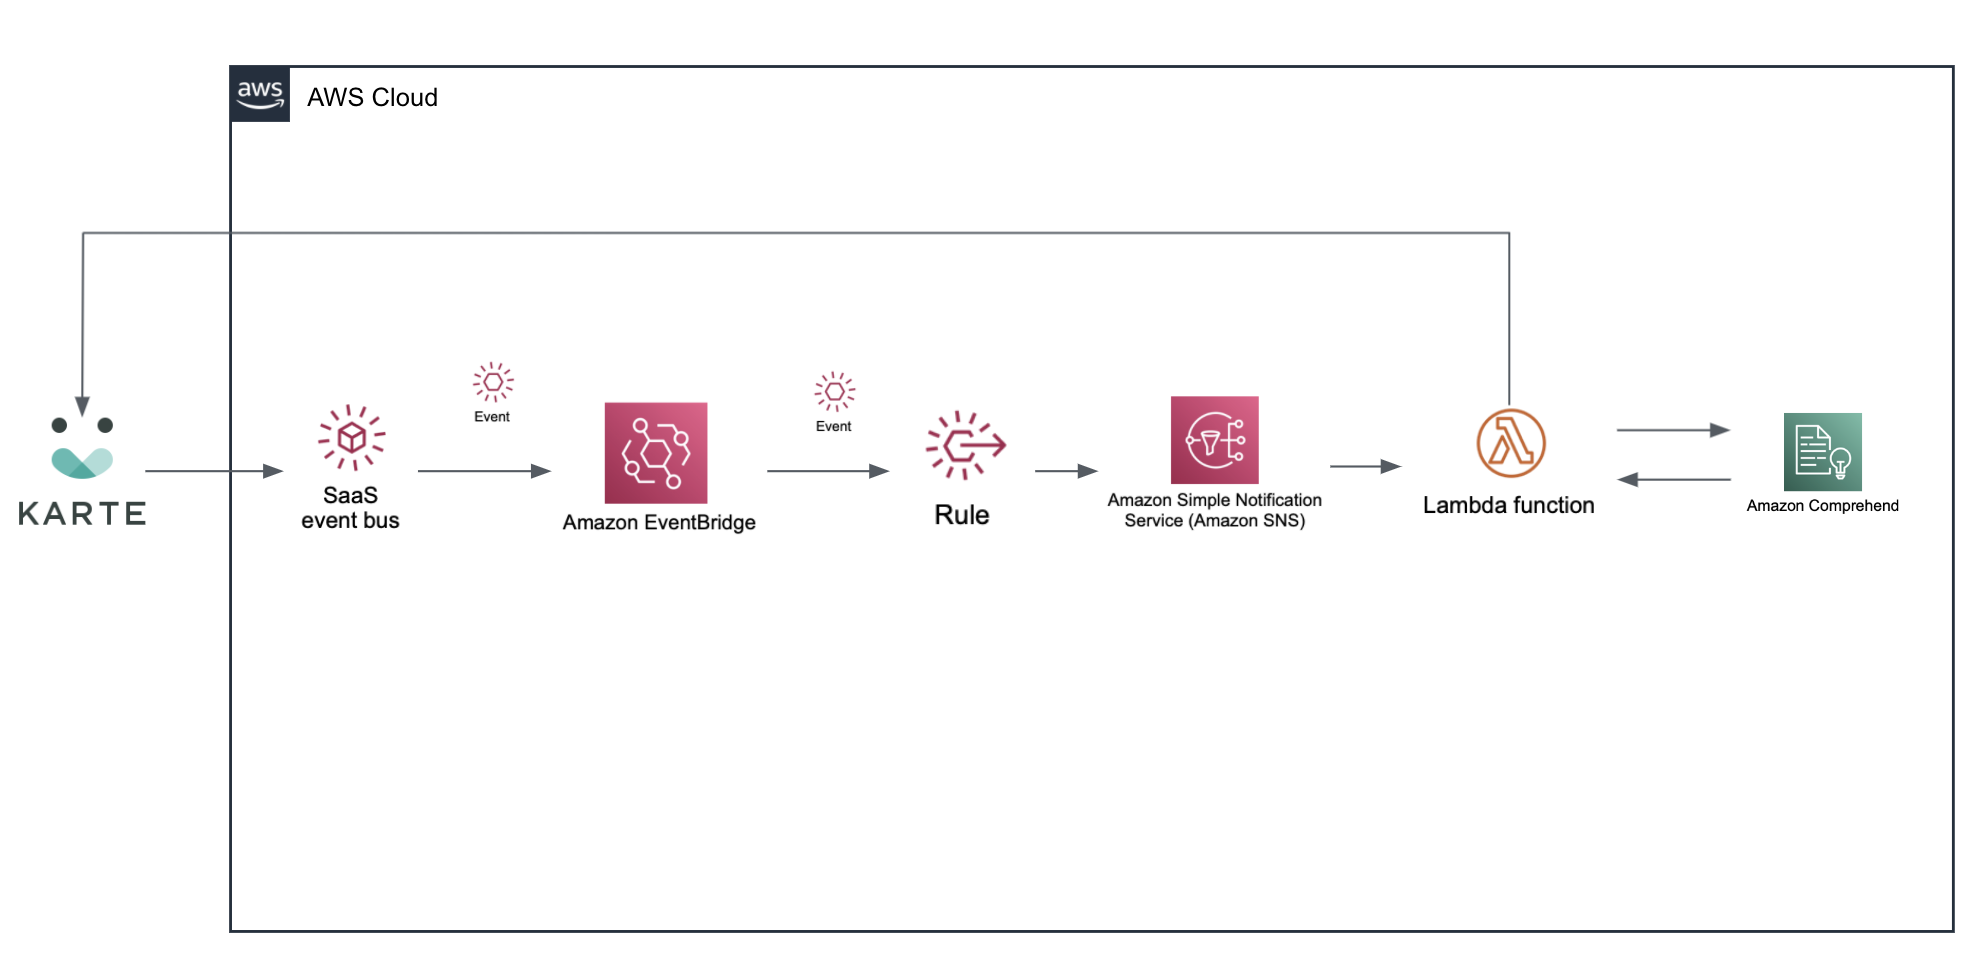 aws
AWS Cloud
Event
Event
KARTE
SaaS
event bus
Amazon EventBridge
Rule
Amazon Simple Notification
Service (Amazon SNS)
Lambda function
Amazon Comprehend